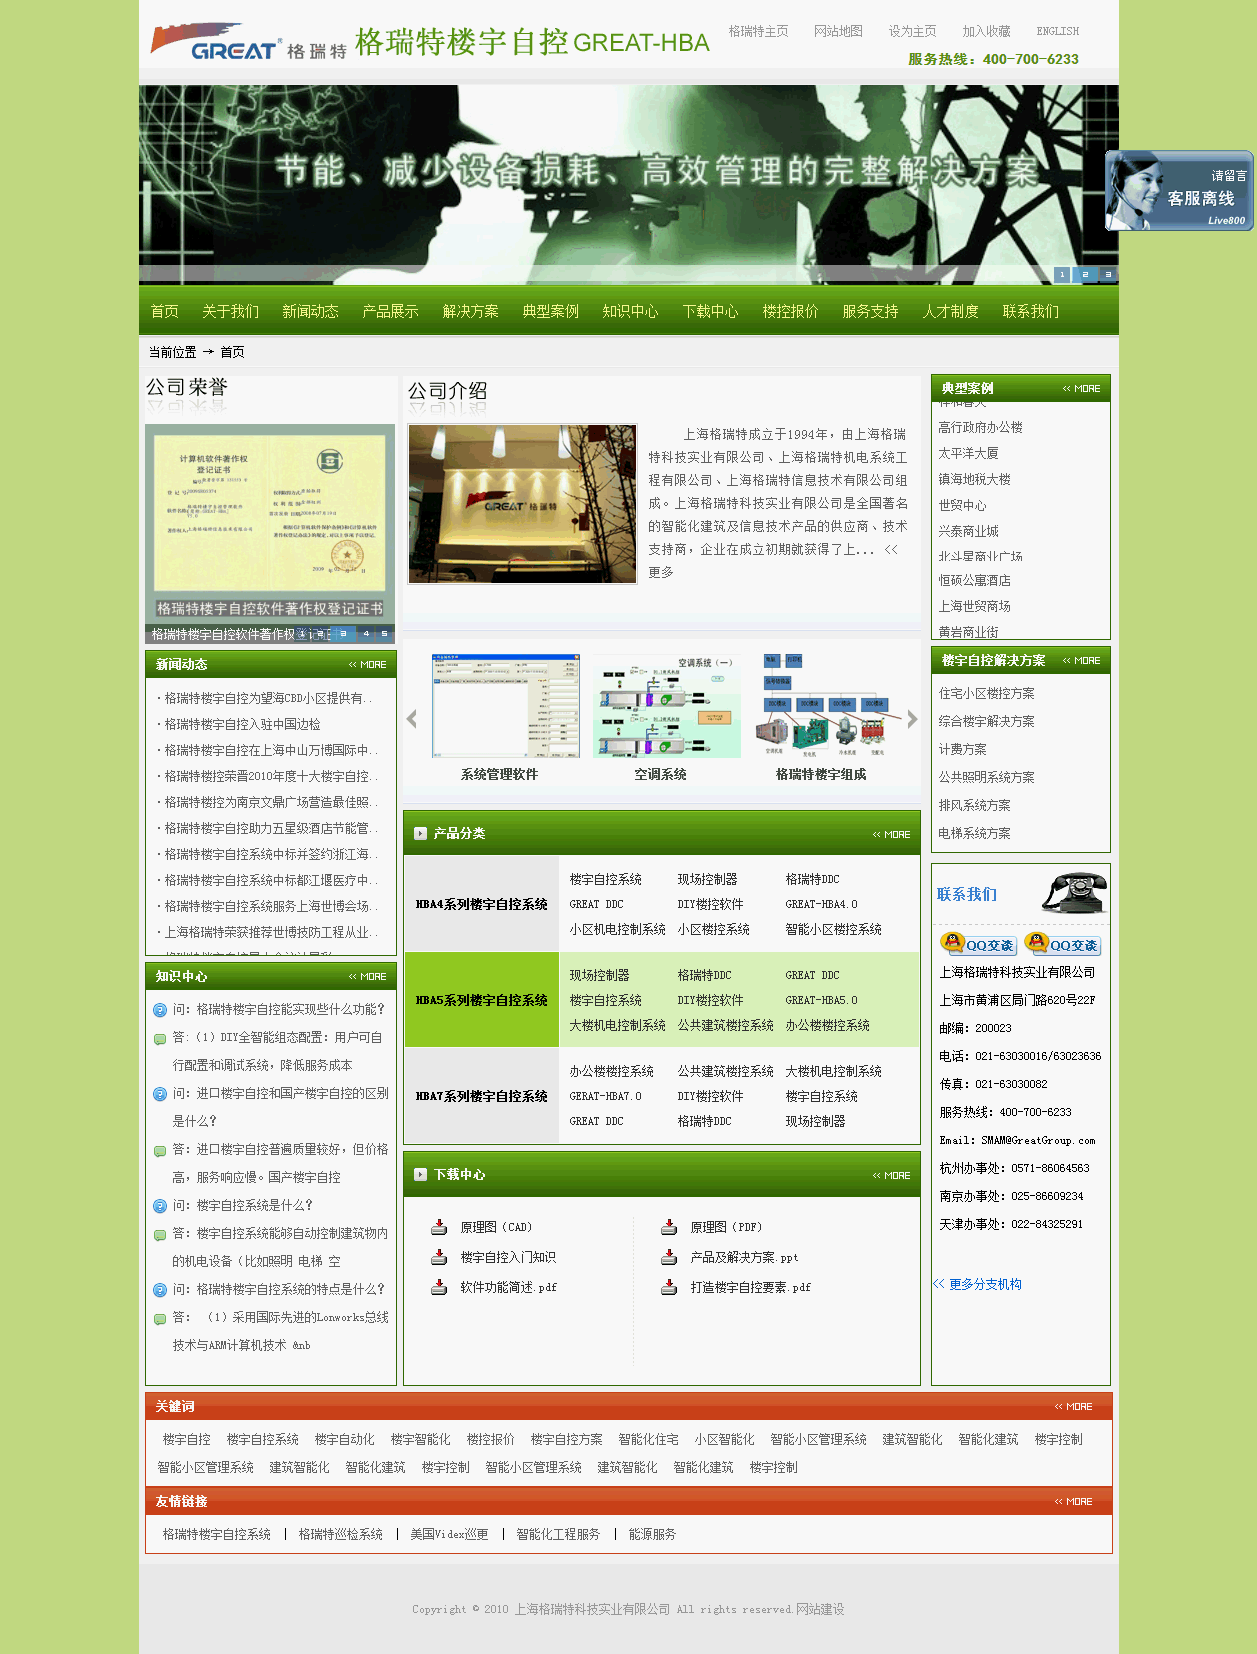 GREAT 格瑞特 格瑞特楼宇自控 GREAT-HBA
格瑞特主页 网站地图 设为主页 加入收藏 ENGLISH
服务热线：400-700-6233
节能、减少设备损耗、高效管理的完整解决方案
请留言
客服离线
Live800
1 2 3
首页 关于我们 新闻动态 产品展示 解决方案 典型案例 知识中心 下载中心 楼控报价 服务支持 人才制度 联系我们
当前位置 → 首页
公司荣誉
计算机软件著作权
登记证书
格瑞特楼宇自控软件著作权登记证书
格瑞特楼宇自控软件著作权登记证
1 2 3 4 5
新闻动态 << MORE
·格瑞特楼宇自控为望海CBD小区提供有..
·格瑞特楼宇自控入驻中国边检
·格瑞特楼宇自控在上海中山万博国际中..
·格瑞特楼控荣晋2010年度十大楼宇自控..
·格瑞特楼控为南京文鼎广场营造最佳照..
·格瑞特楼宇自控助力五星级酒店节能管..
·格瑞特楼宇自控系统中标并签约浙江海..
·格瑞特楼宇自控系统中标都江堰医疗中..
·格瑞特楼宇自控系统服务上海世博会场..
·上海格瑞特荣获推荐世博技防工程从业..
知识中心 << MORE
问：格瑞特楼宇自控能实现些什么功能？
答：（1）DIY全智能组态配置：用户可自
行配置和调试系统，降低服务成本
问：进口楼宇自控和国产楼宇自控的区别
是什么？
答：进口楼宇自控普遍质量较好，但价格
高，服务响应慢。国产楼宇自控
问：楼宇自控系统是什么？
答：楼宇自控系统能够自动控制建筑物内
的机电设备（比如照明 电梯 空
问：格瑞特楼宇自控系统的特点是什么？
答： （1）采用国际先进的Lonworks总线
技术与ARM计算机技术 &nb
公司介绍
GREAT 格瑞特
上海格瑞特成立于1994年，由上海格瑞
特科技实业有限公司、上海格瑞特机电系统工
程有限公司、上海格瑞特信息技术有限公司组
成。上海格瑞特科技实业有限公司是全国著名
的智能化建筑及信息技术产品的供应商、技术
支持商，企业在成立初期就获得了上... <<
更多
空调系统（一）
系统管理软件 空调系统 格瑞特楼宇组成
产品分类 << MORE
HBA4系列楼宇自控系统
楼宇自控系统 现场控制器 格瑞特DDC
GREAT DDC DIY楼控软件 GREAT-HBA4.0
小区机电控制系统 小区楼控系统 智能小区楼控系统
HBA5系列楼宇自控系统
现场控制器 格瑞特DDC GREAT DDC
楼宇自控系统 DIY楼控软件 GREAT-HBA5.0
大楼机电控制系统 公共建筑楼控系统 办公楼楼控系统
HBA7系列楼宇自控系统
办公楼楼控系统 公共建筑楼控系统 大楼机电控制系统
GERAT-HBA7.0 DIY楼控软件 楼宇自控系统
GREAT DDC 格瑞特DDC 现场控制器
下载中心 << MORE
原理图（CAD） 原理图（PDF）
楼宇自控入门知识 产品及解决方案.ppt
软件功能简述.pdf 打造楼宇自控要素.pdf
典型案例 << MORE
高行政府办公楼
太平洋大厦
镇海地税大楼
世贸中心
兴泰商业城
北斗星商业广场
恒硕公寓酒店
上海世贸商场
黄岩商业街
楼宇自控解决方案 << MORE
住宅小区楼控方案
综合楼宇解决方案
计费方案
公共照明系统方案
排风系统方案
电梯系统方案
联系我们
QQ交谈 QQ交谈
上海格瑞特科技实业有限公司
上海市黄浦区局门路620号22F
邮编：200023
电话：021-63030016/63023636
传真：021-63030082
服务热线：400-700-6233
Email：SMAM@GreatGroup.com
杭州办事处：0571-86064563
南京办事处：025-86609234
天津办事处：022-84325291
<< 更多分支机构
关键词 << MORE
楼宇自控 楼宇自控系统 楼宇自动化 楼宇智能化 楼控报价 楼宇自控方案 智能化住宅 小区智能化 智能小区管理系统 建筑智能化 智能化建筑 楼宇控制
智能小区管理系统 建筑智能化 智能化建筑 楼宇控制 智能小区管理系统 建筑智能化 智能化建筑 楼宇控制
友情链接 << MORE
格瑞特楼宇自控系统 | 格瑞特巡检系统 | 美国Videx巡更 | 智能化工程服务 | 能源服务
Copyright © 2010 上海格瑞特科技实业有限公司 All rights reserved.网站建设